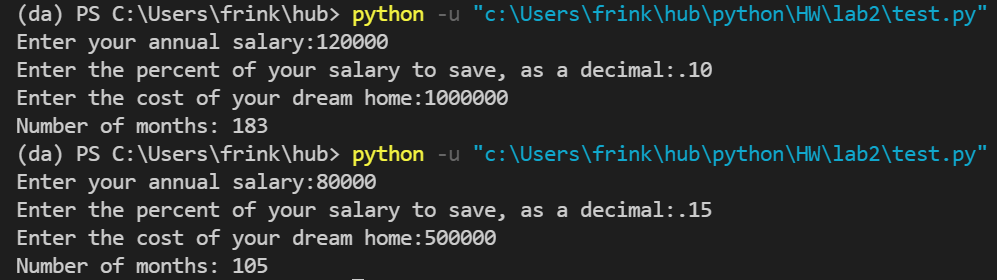 (da) PS C:\Users\frink\hub> python -u "c:\Users\frink\hub\python\HW\lab2\test.py"
Enter your annual salary:120000
Enter the percent of your salary to save, as a decimal:.10
Enter the cost of your dream home:1000000
Number of months: 183
(da) PS C:\Users\frink\hub> python -u "c:\Users\frink\hub\python\HW\lab2\test.py"
Enter your annual salary:80000
Enter the percent of your salary to save, as a decimal:.15
Enter the cost of your dream home:500000
Number of months: 105